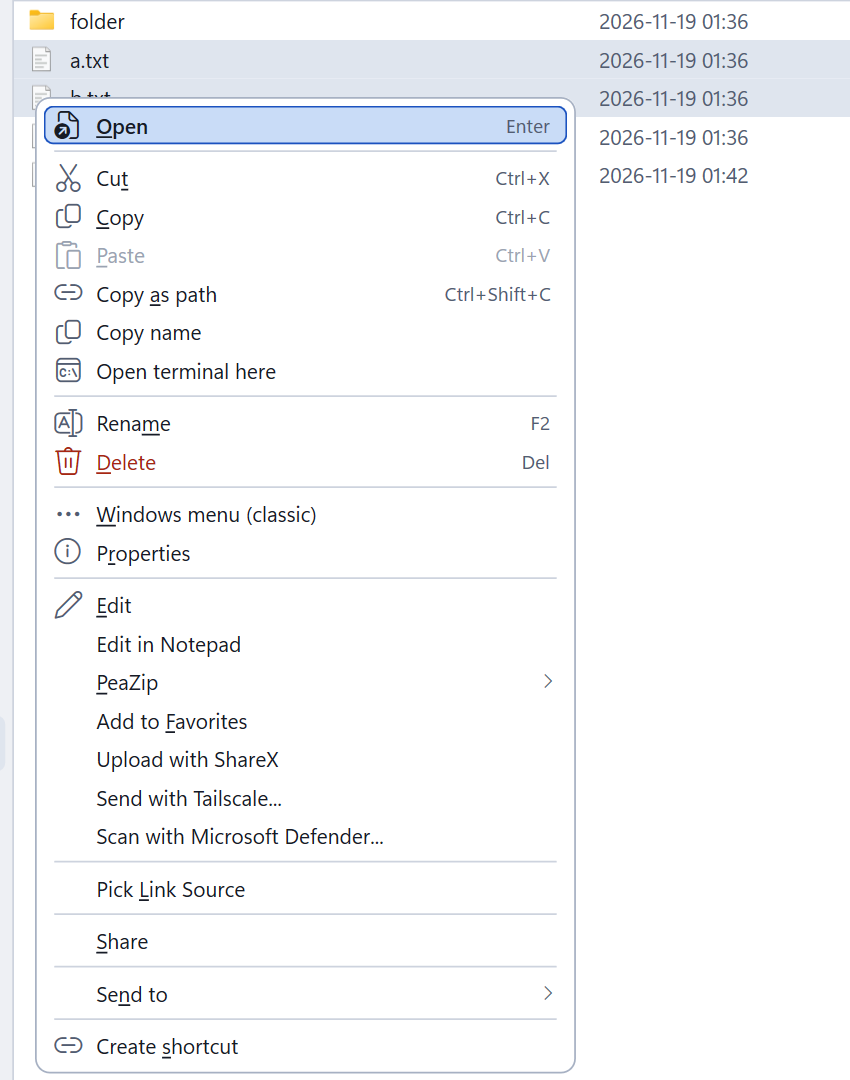 folder 2026-11-19 01:36
a.txt 2026-11-19 01:36
b.txt 2026-11-19 01:36
Open Enter
2026-11-19 01:36
Cut Ctrl+X
2026-11-19 01:42
Copy Ctrl+C
Paste Ctrl+V
Copy as path Ctrl+Shift+C
Copy name
Open terminal here
Rename F2
Delete Del
Windows menu (classic)
Properties
Edit
Edit in Notepad
PeaZip
Add to Favorites
Upload with ShareX
Send with Tailscale...
Scan with Microsoft Defender...
Pick Link Source
Share
Send to
Create shortcut